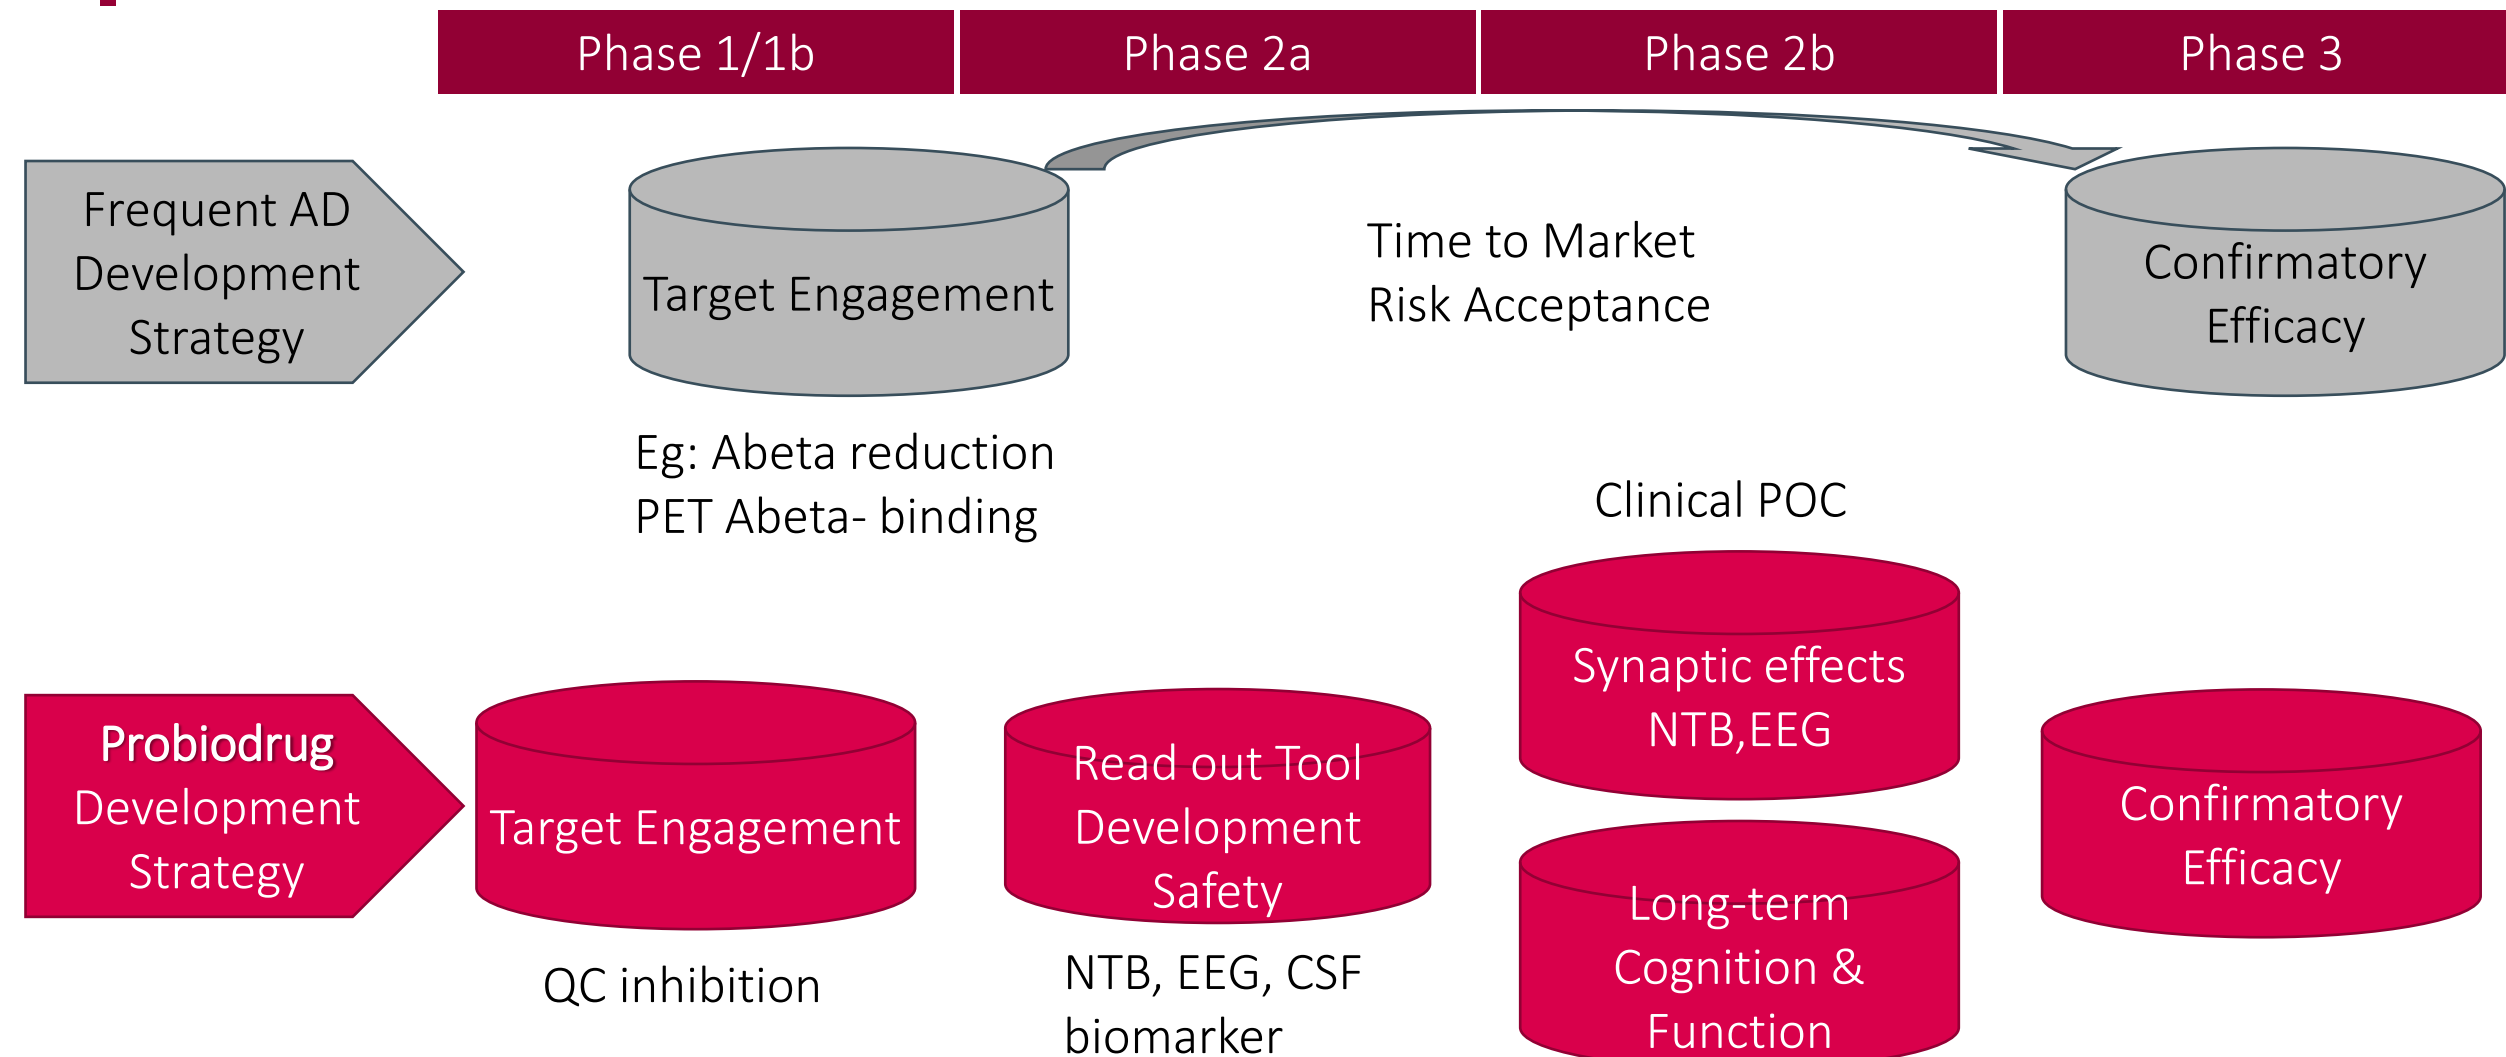 Phase 1/1b
Phase 2a
Phase 2b
Phase 3
Frequent AD
Development
Strategy
Target Engagement
Time to Market
Risk Acceptance
Confirmatory
Efficacy
Eg: Abeta reduction
PET Abeta- binding
Clinical POC
Probiodrug
Development
Strategy
Target Engagement
QC inhibition
Read out Tool
Development
Safety
NTB, EEG, CSF
biomarker
Synaptic effects
NTB,EEG
Long-term
Cognition &
Function
Confirmatory
Efficacy